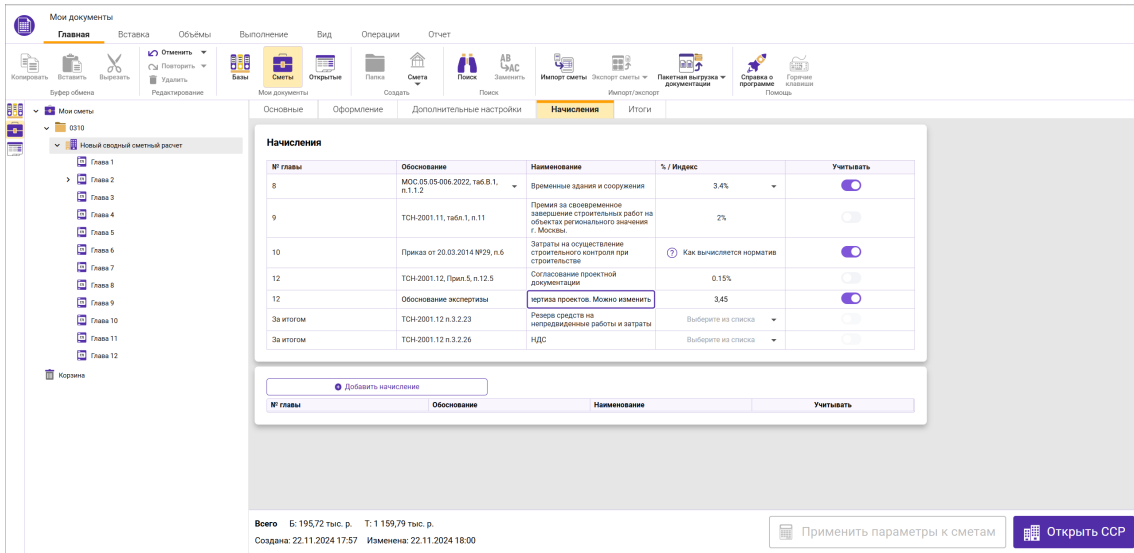 Мои документы
Главная Вставка Объёмы Выполнение Вид Операции Отчет
Копировать Вставить Вырезать Отменить Повторить Удалить Базы Сметы Открытые Папка Смета Поиск АВ АС Заменить Импорт сметы Экспорт сметы Пакетная выгрузка документации Справка о программе Горячие клавиши
Буфер обмена Редактирование Мои документы Создать Поиск Импорт/экспорт Помощь
Мои сметы
0310
Новый сводный сметный расчет
Глава 1
Глава 2
Глава 3
Глава 4
Глава 5
Глава 6
Глава 7
Глава 8
Глава 9
Глава 10
Глава 11
Глава 12
Корзина
Основные Оформление Дополнительные настройки Начисления Итоги
Начисления
№ главы Обоснование Наименование % / Индекс Учитывать
8 МОС.05.05-006.2022, таб.В.1, п.1.1.2 Временные здания и сооружения 3.4%
9 ТСН-2001.11, табл.1, п.11 Премия за своевременное завершение строительных работ на объектах регионального значения г. Москвы. 2%
10 Приказ от 20.03.2014 №29, п.6 Затраты на осуществление строительного контроля при строительстве ? Как вычисляется норматив
12 ТСН-2001.12, Прил.5, п.12.5 Согласование проектной документации 0.15%
12 Обоснование экспертизы ертиза проектов. Можно изменить 3,45
За итогом ТСН-2001.12 п.3.2.23 Резерв средств на непредвиденные работы и затраты Выберите из списка
За итогом ТСН-2001.12 п.3.2.26 НДС Выберите из списка
Добавить начисление
№ главы Обоснование Наименование Учитывать
Всего Б: 195,72 тыс. р. Т: 1 159,79 тыс. р.
Создана: 22.11.2024 17:57 Изменена: 22.11.2024 18:00
Применить параметры к сметам
Открыть ССР